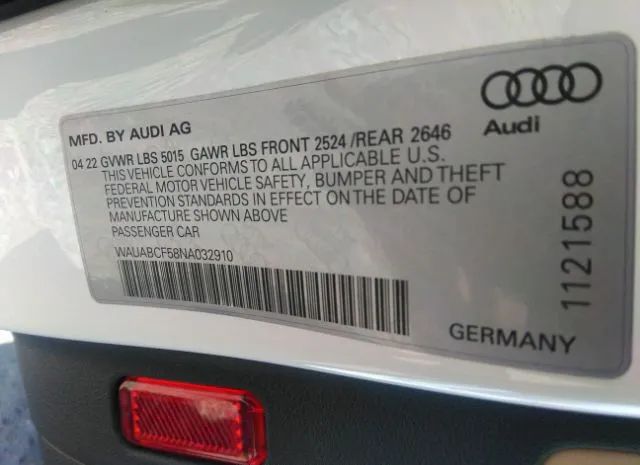 MFD. BY AUDI AG
04 22 GVWR LBS 5015 GAWR LBS FRONT 2524 /REAR 2646
THIS VEHICLE CONFORMS TO ALL APPLICABLE U.S.
FEDERAL MOTOR VEHICLE SAFETY, BUMPER AND THEFT
PREVENTION STANDARDS IN EFFECT ON THE DATE OF
MANUFACTURE SHOWN ABOVE
PASSENGER CAR
WAUABCF58NA032910
Audi
1121588
GERMANY